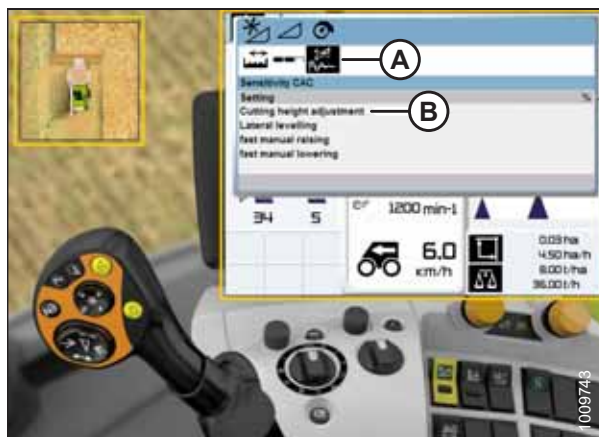 A
Sensitivity CAC
Setting %
Cutting height adjustment
B
Lateral levelling
fast manual raising
fast manual lowering
34
5
1200 min-1
6.0
km/h
0.03 ha
4.50 ha/h
8.00 t/ha
36.00 t/h
1009743